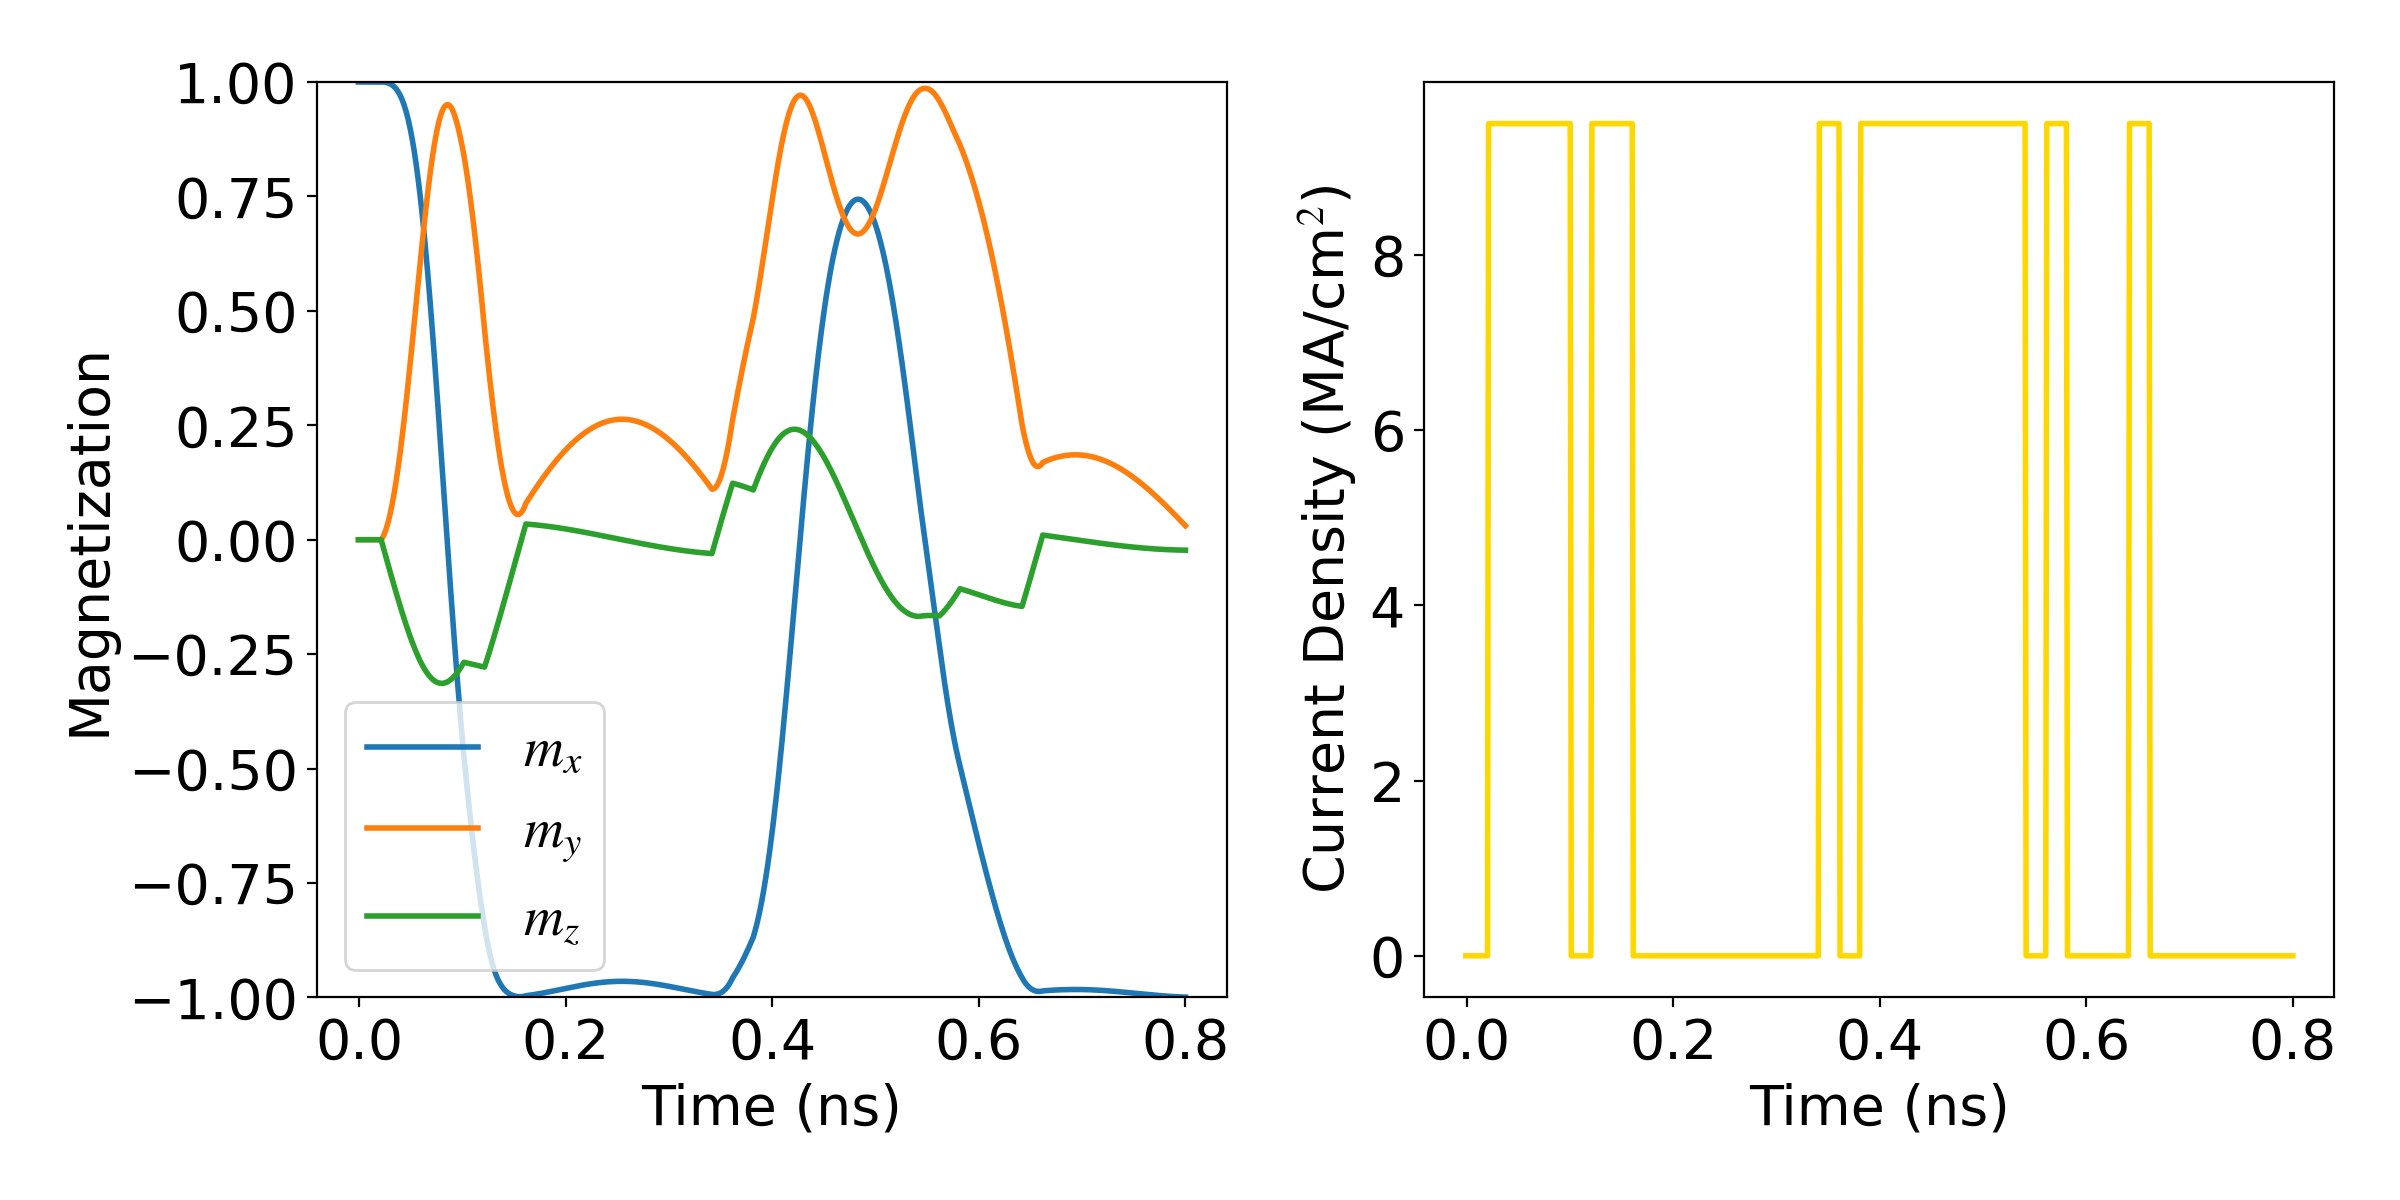 Magnetization
1.00
0.75
0.50
0.25
0.00
−0.25
−0.50
−0.75
−1.00
m_x
m_y
m_z
0.0 0.2 0.4 0.6 0.8
Time (ns)
Current Density (MA/cm²)
8
6
4
2
0
0.0 0.2 0.4 0.6 0.8
Time (ns)